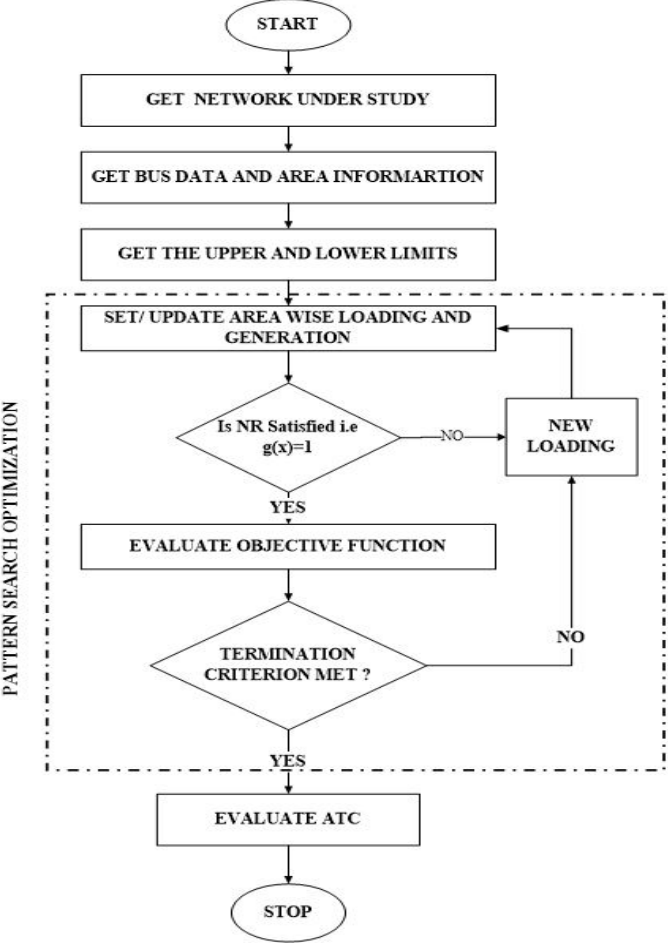 START
GET NETWORK UNDER STUDY
GET BUS DATA AND AREA INFORMARTION
GET THE UPPER AND LOWER LIMITS
SET/ UPDATE AREA WISE LOADING AND
GENERATION
Is NR Satisfied i.e
g(x)=1
NO
NEW
LOADING
YES
EVALUATE OBJECTIVE FUNCTION
TERMINATION
CRITERION MET ?
NO
YES
EVALUATE ATC
STOP
PATTERN SEARCH OPTIMIZATION